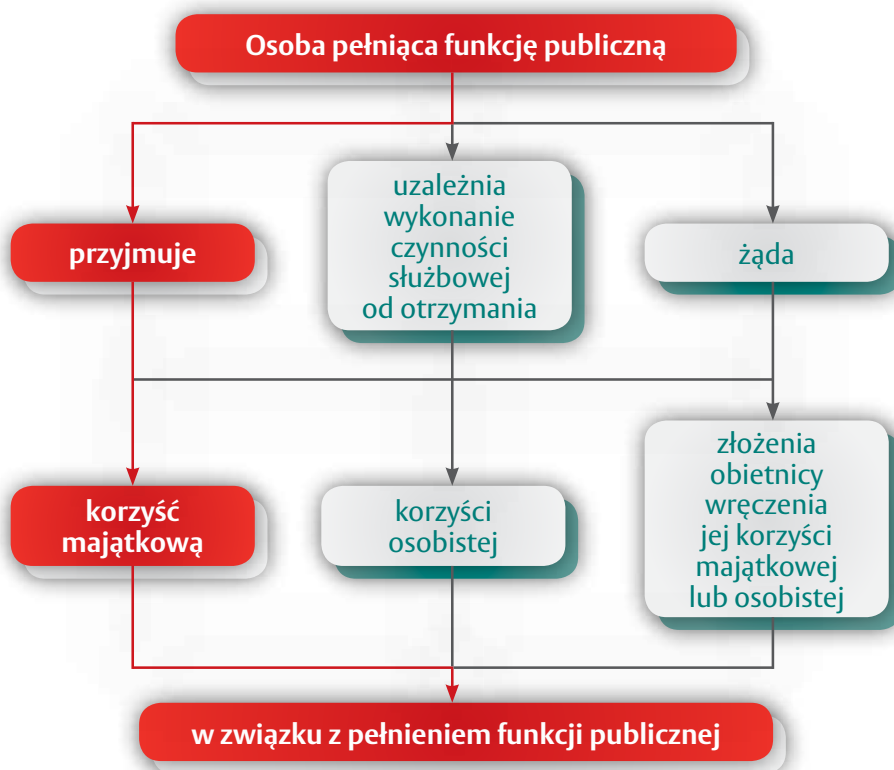 Osoba pełniąca funkcję publiczną
przyjmuje
uzależnia
wykonanie
czynności
służbowej
od otrzymania
żąda
korzyść
majątkową
korzyści
osobistej
złożenia
obietnicy
wręczenia
jej korzyści
majątkowej
lub osobistej
w związku z pełnieniem funkcji publicznej